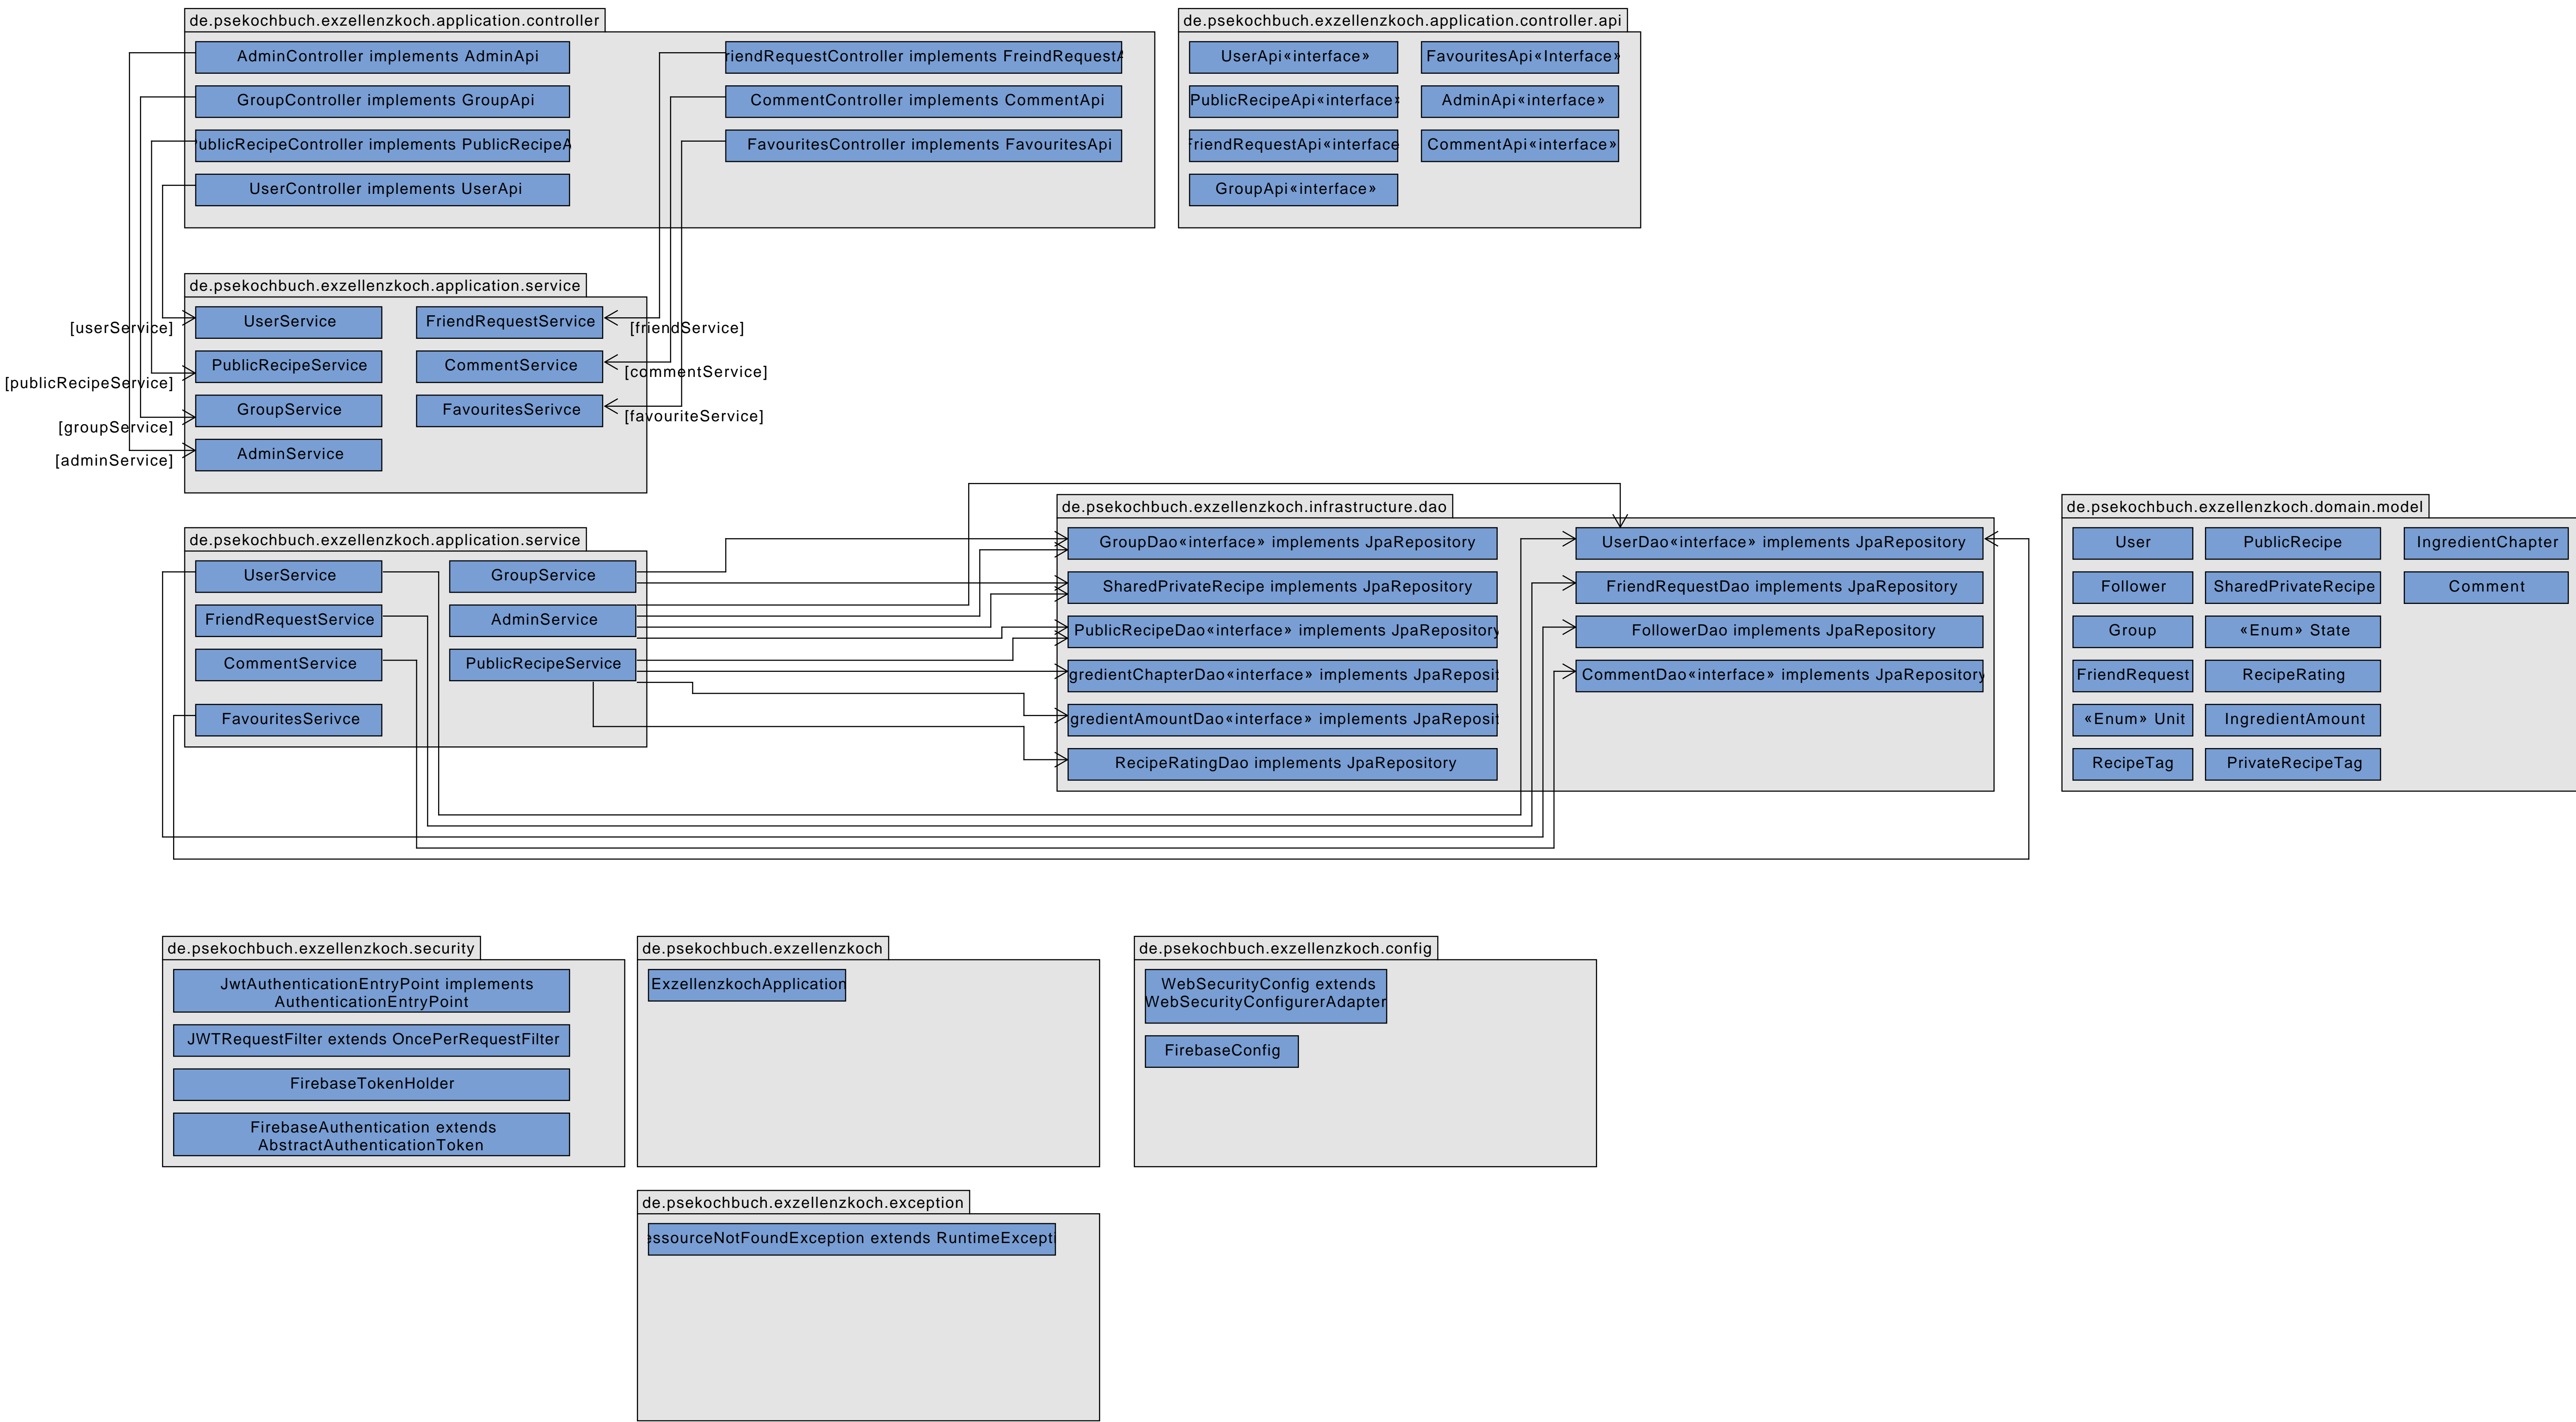 de.psekochbuch.exzellenzkoch.application.controller
AdminController implements AdminApi
GroupController implements GroupApi
ublicRecipeController implements PublicRecipeA
UserController implements UserApi
riendRequestController implements FreindRequestA
CommentController implements CommentApi
FavouritesController implements FavouritesApi
de.psekochbuch.exzellenzkoch.application.controller.api
UserApi«interface»
PublicRecipeApi«interface»
FriendRequestApi«interface
GroupApi«interface»
FavouritesApi«Interface»
AdminApi«interface»
CommentApi«interface»
de.psekochbuch.exzellenzkoch.application.service
UserService
PublicRecipeService
GroupService
AdminService
FriendRequestService
CommentService
FavouritesSerivce
[userService]
[publicRecipeService]
[groupService]
[adminService]
[friendService]
[commentService]
[favouriteService]
de.psekochbuch.exzellenzkoch.application.service
UserService
FriendRequestService
CommentService
FavouritesSerivce
GroupService
AdminService
PublicRecipeService
de.psekochbuch.exzellenzkoch.infrastructure.dao
GroupDao«interface» implements JpaRepository
SharedPrivateRecipe implements JpaRepository
PublicRecipeDao«interface» implements JpaRepository
gredientChapterDao«interface» implements JpaReposit
gredientAmountDao«interface» implements JpaReposit
RecipeRatingDao implements JpaRepository
UserDao«interface» implements JpaRepository
FriendRequestDao implements JpaRepository
FollowerDao implements JpaRepository
CommentDao«interface» implements JpaRepository
de.psekochbuch.exzellenzkoch.domain.model
User
Follower
Group
FriendRequest
«Enum» Unit
RecipeTag
PublicRecipe
SharedPrivateRecipe
«Enum» State
RecipeRating
IngredientAmount
PrivateRecipeTag
IngredientChapter
Comment
de.psekochbuch.exzellenzkoch.security
JwtAuthenticationEntryPoint implements
AuthenticationEntryPoint
JWTRequestFilter extends OncePerRequestFilter
FirebaseTokenHolder
FirebaseAuthentication extends
AbstractAuthenticationToken
de.psekochbuch.exzellenzkoch
ExzellenzkochApplication
de.psekochbuch.exzellenzkoch.config
WebSecurityConfig extends
WebSecurityConfigurerAdapter
FirebaseConfig
de.psekochbuch.exzellenzkoch.exception
essourceNotFoundException extends RuntimeExcepti